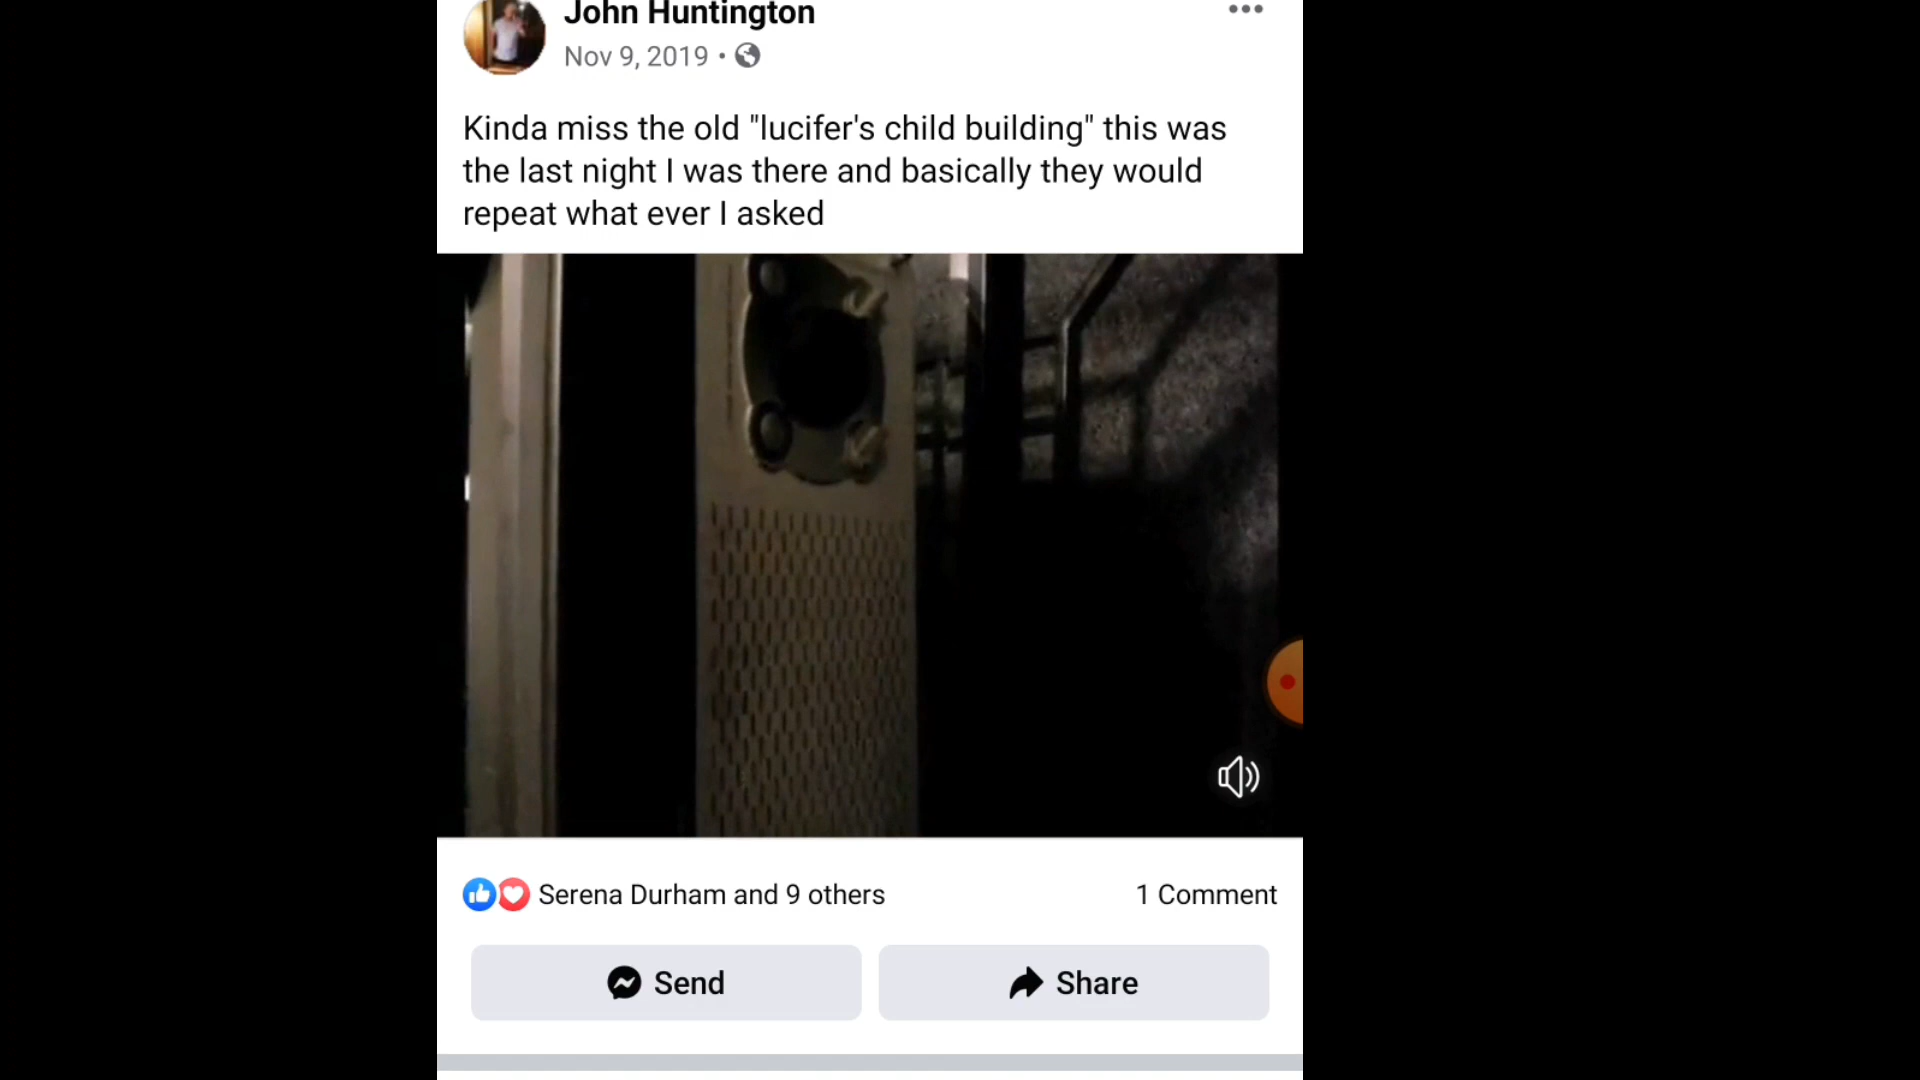 John Huntington
Nov 9, 2019 •
Kinda miss the old "lucifer's child building" this was
the last night I was there and basically they would
repeat what ever I asked
Serena Durham and 9 others
1 Comment
Send
Share